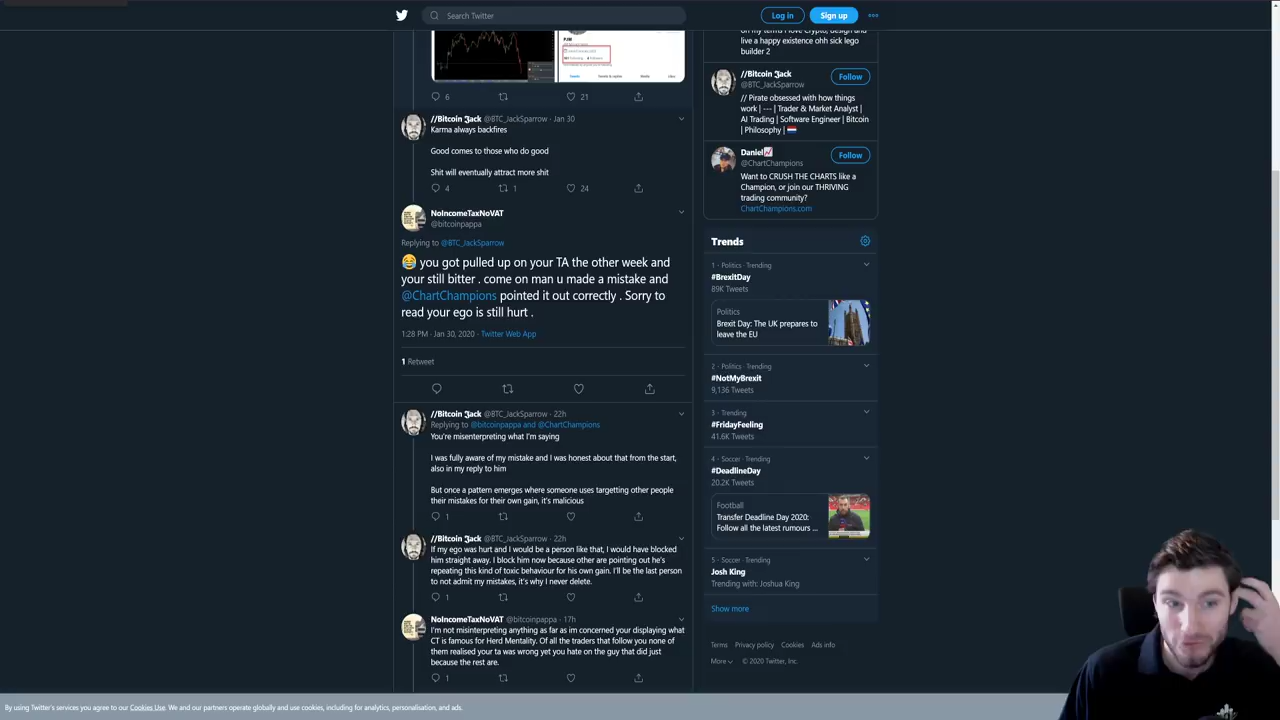 Search Twitter
Log in
Sign up
6
21
//Bitcoin Jack @BTC_JackSparrow · Jan 30
Karma always backfires
Good comes to those who do good
Shit will eventually attract more shit
4
1
24
NoIncomeTaxNoVAT
@bitcoinpappa
Replying to @BTC_JackSparrow
😂 you got pulled up on your TA the other week and
your still bitter . come on man u made a mistake and
@ChartChampions pointed it out correctly . Sorry to
read your ego is still hurt .
1:28 PM · Jan 30, 2020 · Twitter Web App
1 Retweet
//Bitcoin Jack @BTC_JackSparrow · 22h
Replying to @bitcoinpappa and @ChartChampions
You're misenterpreting what I'm saying
I was fully aware of my mistake and I was honest about that from the start,
also in my reply to him
But once a pattern emerges where someone uses targetting other people
their mistakes for their own gain, it's malicious
1
//Bitcoin Jack @BTC_JackSparrow · 22h
If my ego was hurt and I would be a person like that, I would have blocked
him straight away. I block him now because other are pointing out he's
repeating this kind of toxic behaviour for his own gain. I'll be the last person
to not admit my mistakes, it's why I never delete.
1
NoIncomeTaxNoVAT @bitcoinpappa · 17h
I'm not misinterpreting anything as far as im concerned your displaying what
CT is famous for Herd Mentality. Of all the traders that follow you none of
them realised your ta was wrong yet you hate on the guy that did just
because the rest are.
1
on my terms I love Crypto, design and
live a happy existence ohh sick lego
builder 2
//Bitcoin Jack
@BTC_JackSparrow
Follow
// Pirate obsessed with how things
work | --- | Trader & Market Analyst |
AI Trading | Software Engineer | Bitcoin
| Philosophy |
Daniel
@ChartChampions
Follow
Want to CRUSH THE CHARTS like a
Champion, or join our THRIVING
trading community?
ChartChampions.com
Trends
1 · Politics · Trending
#BrexitDay
89K Tweets
Politics
Brexit Day: The UK prepares to
leave the EU
2 · Politics · Trending
#NotMyBrexit
9,136 Tweets
3 · Trending
#FridayFeeling
41.6K Tweets
4 · Soccer · Trending
#DeadlineDay
20.2K Tweets
Football
Transfer Deadline Day 2020:
Follow all the latest rumours ...
5 · Soccer · Trending
Josh King
Trending with: Joshua King
Show more
Terms Privacy policy Cookies Ads info
More © 2020 Twitter, Inc.
By using Twitter's services you agree to our Cookies Use. We and our partners operate globally and use cookies, including for analytics, personalisation, and ads.